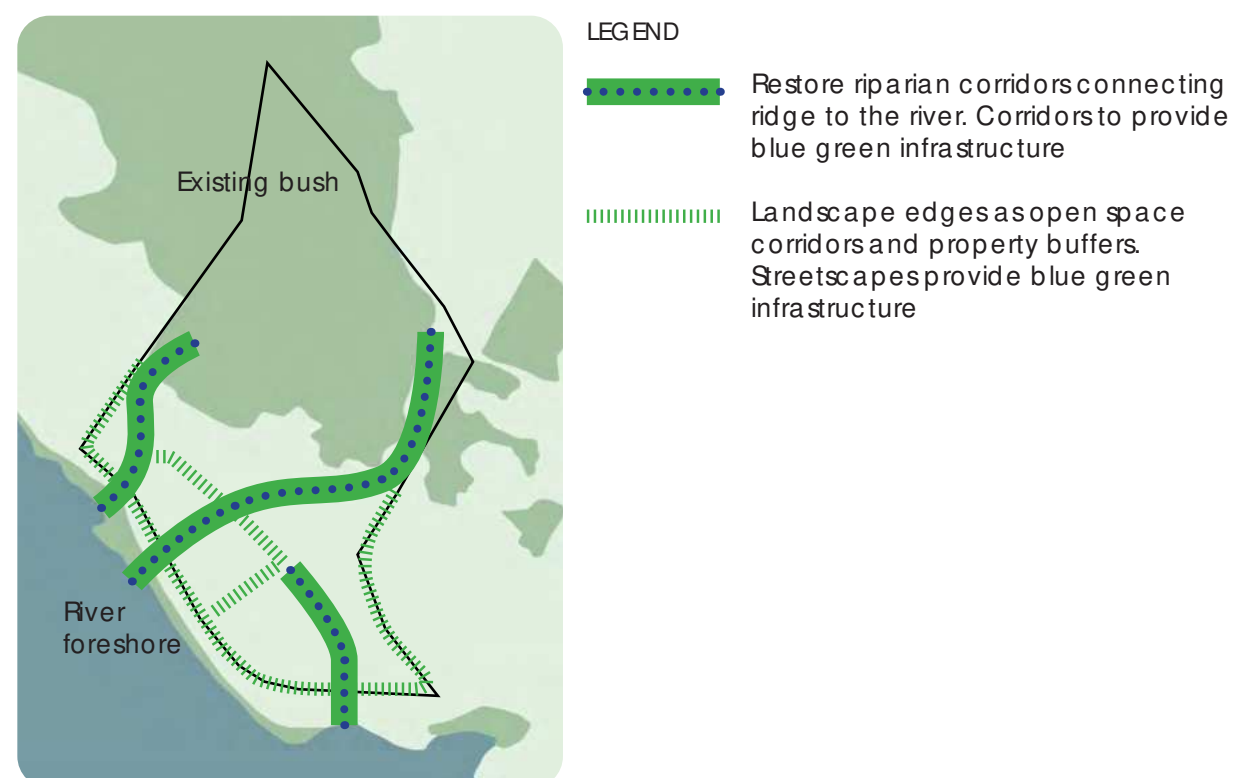 LEGEND
Restore riparian corridors connecting
ridge to the river. Corridors to provide
blue green infrastructure
Landscape edges as open space
corridors and property buffers.
Streetscapes provide blue green
infrastructure
Existing bush
River
foreshore